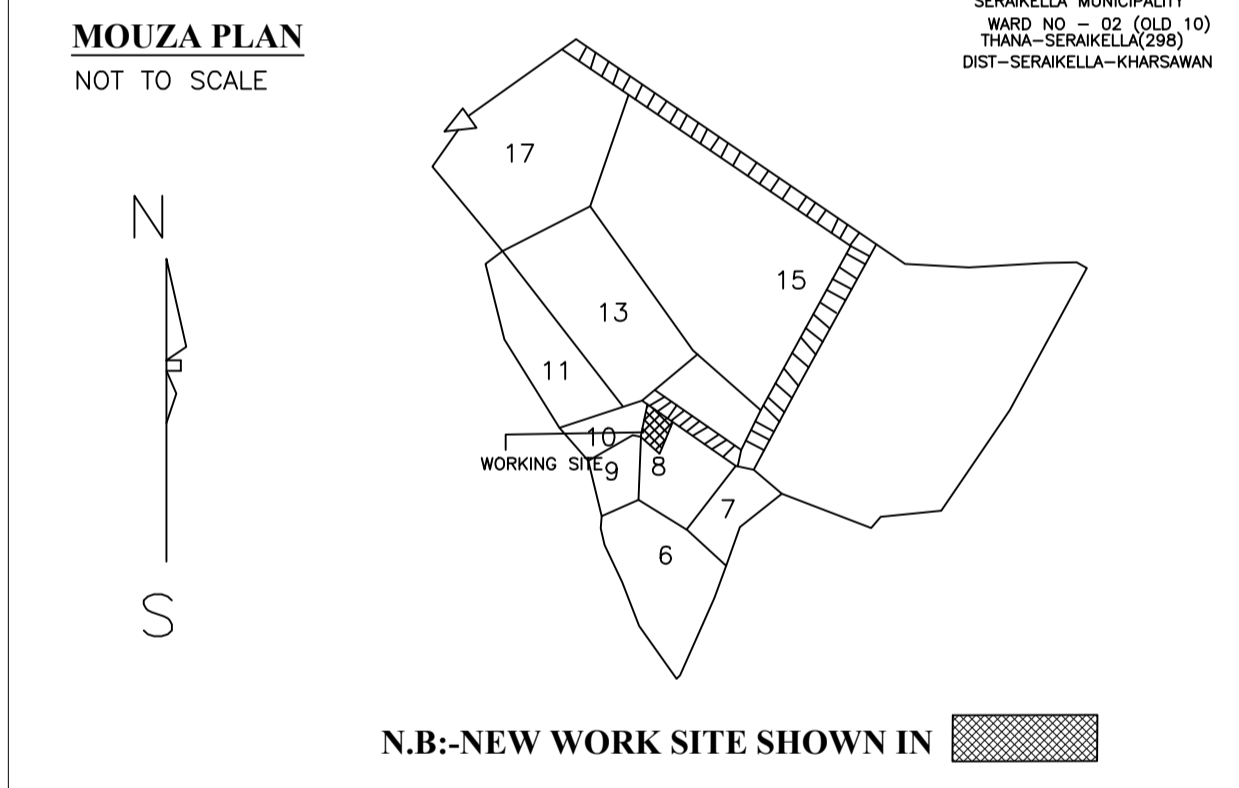 SERAIKELLA MUNICIPALITY
MOUZA PLAN
WARD NO – 02 (OLD 10)
THANA–SERAIKELLA(298)
NOT TO SCALE
DIST–SERAIKELLA–KHARSAWAN
17
N
15
13
11
10
WORKING SITE
9
8
7
6
S
N.B:-NEW WORK SITE SHOWN IN